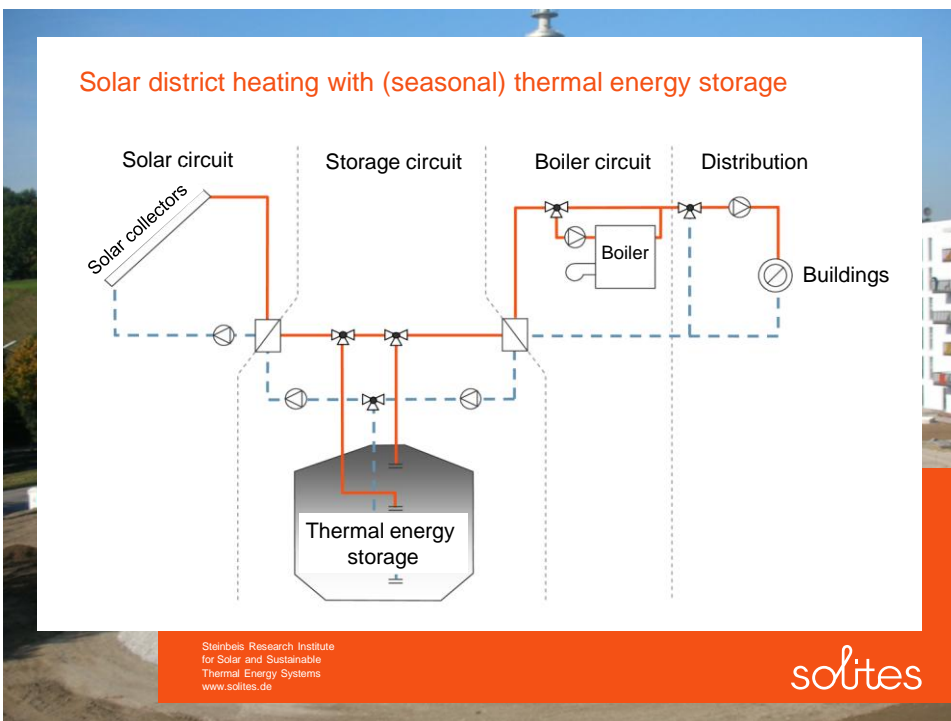 Solar district heating with (seasonal) thermal energy storage
Solar circuit
Storage circuit
Boiler circuit
Distribution
Solar collectors
Boiler
Buildings
Thermal energy
storage
Steinbeis Research Institute
for Solar and Sustainable
Thermal Energy Systems
www.solites.de
solites